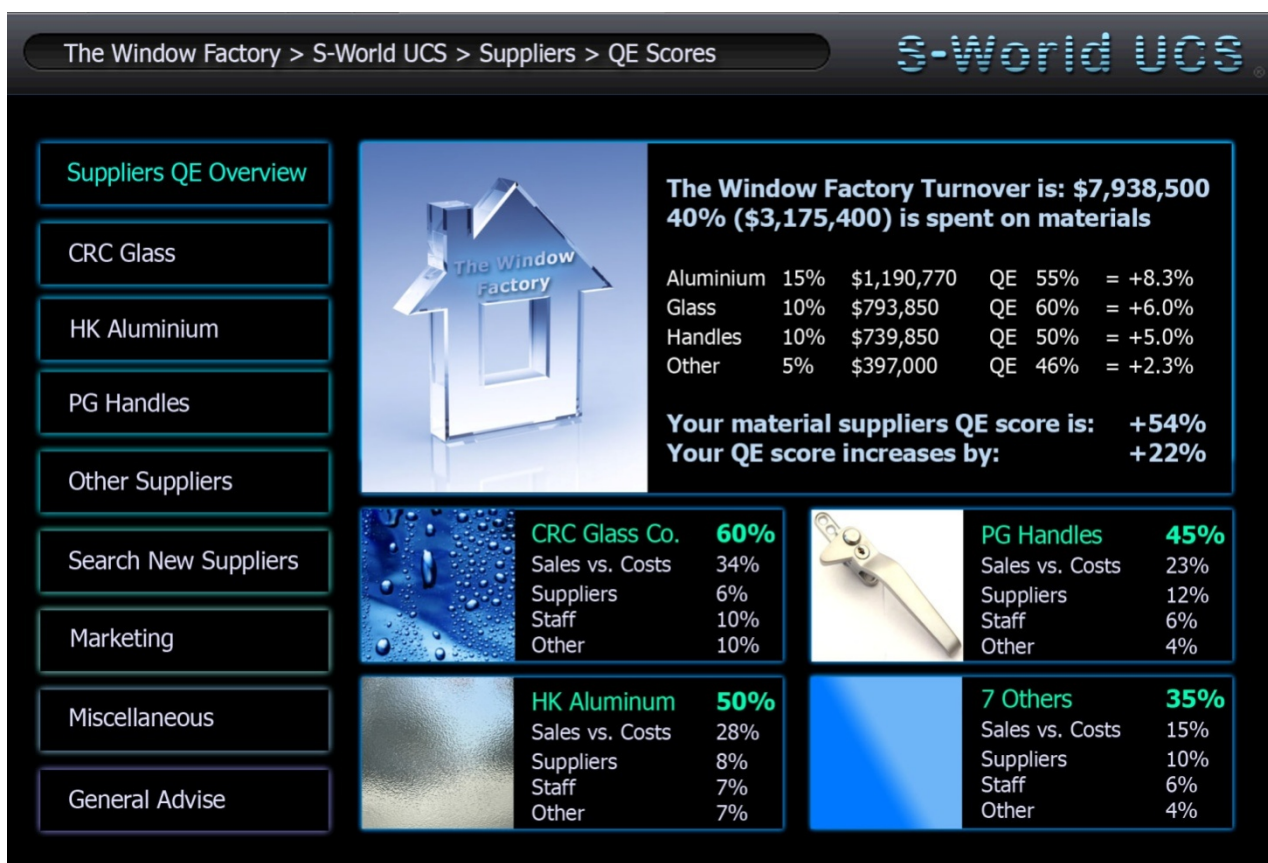 The Window Factory > S-World UCS > Suppliers > QE Scores
S-World UCS
Suppliers QE Overview
CRC Glass
HK Aluminium
PG Handles
Other Suppliers
Search New Suppliers
Marketing
Miscellaneous
General Advise
The Window Factory
The Window Factory Turnover is: $7,938,500
40% ($3,175,400) is spent on materials
Aluminium 15% $1,190,770 QE 55% = +8.3%
Glass 10% $793,850 QE 60% = +6.0%
Handles 10% $739,850 QE 50% = +5.0%
Other 5% $397,000 QE 46% = +2.3%
Your material suppliers QE score is: +54%
Your QE score increases by: +22%
CRC Glass Co. 60%
Sales vs. Costs 34%
Suppliers 6%
Staff 10%
Other 10%
PG Handles 45%
Sales vs. Costs 23%
Suppliers 12%
Staff 6%
Other 4%
HK Aluminum 50%
Sales vs. Costs 28%
Suppliers 8%
Staff 7%
Other 7%
7 Others 35%
Sales vs. Costs 15%
Suppliers 10%
Staff 6%
Other 4%